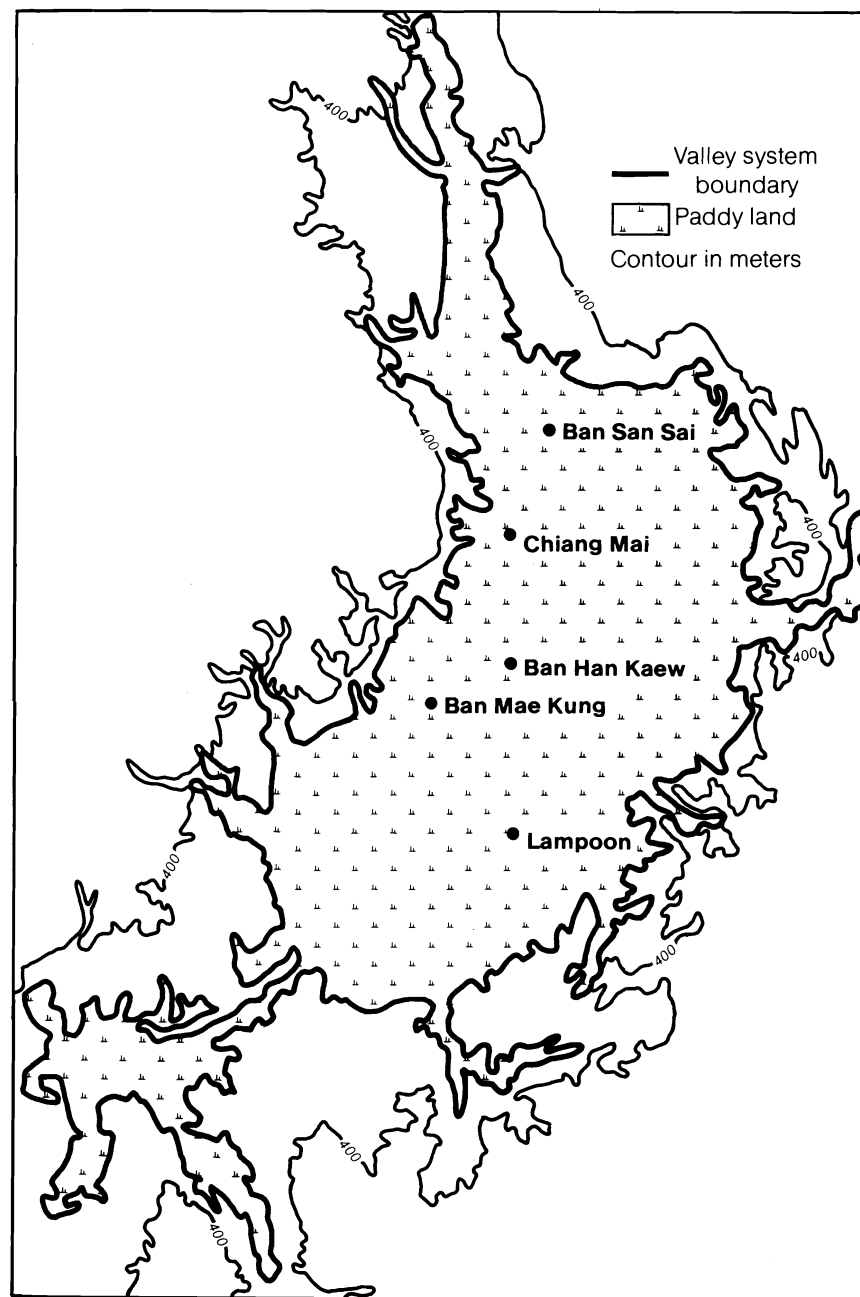 400
Valley system
boundary
Paddy land
Contour in meters
400
400
Ban San Sai
400
Chiang Mai
400
Ban Han Kaew
Ban Mae Kung
Lampoon
400
400
400
400